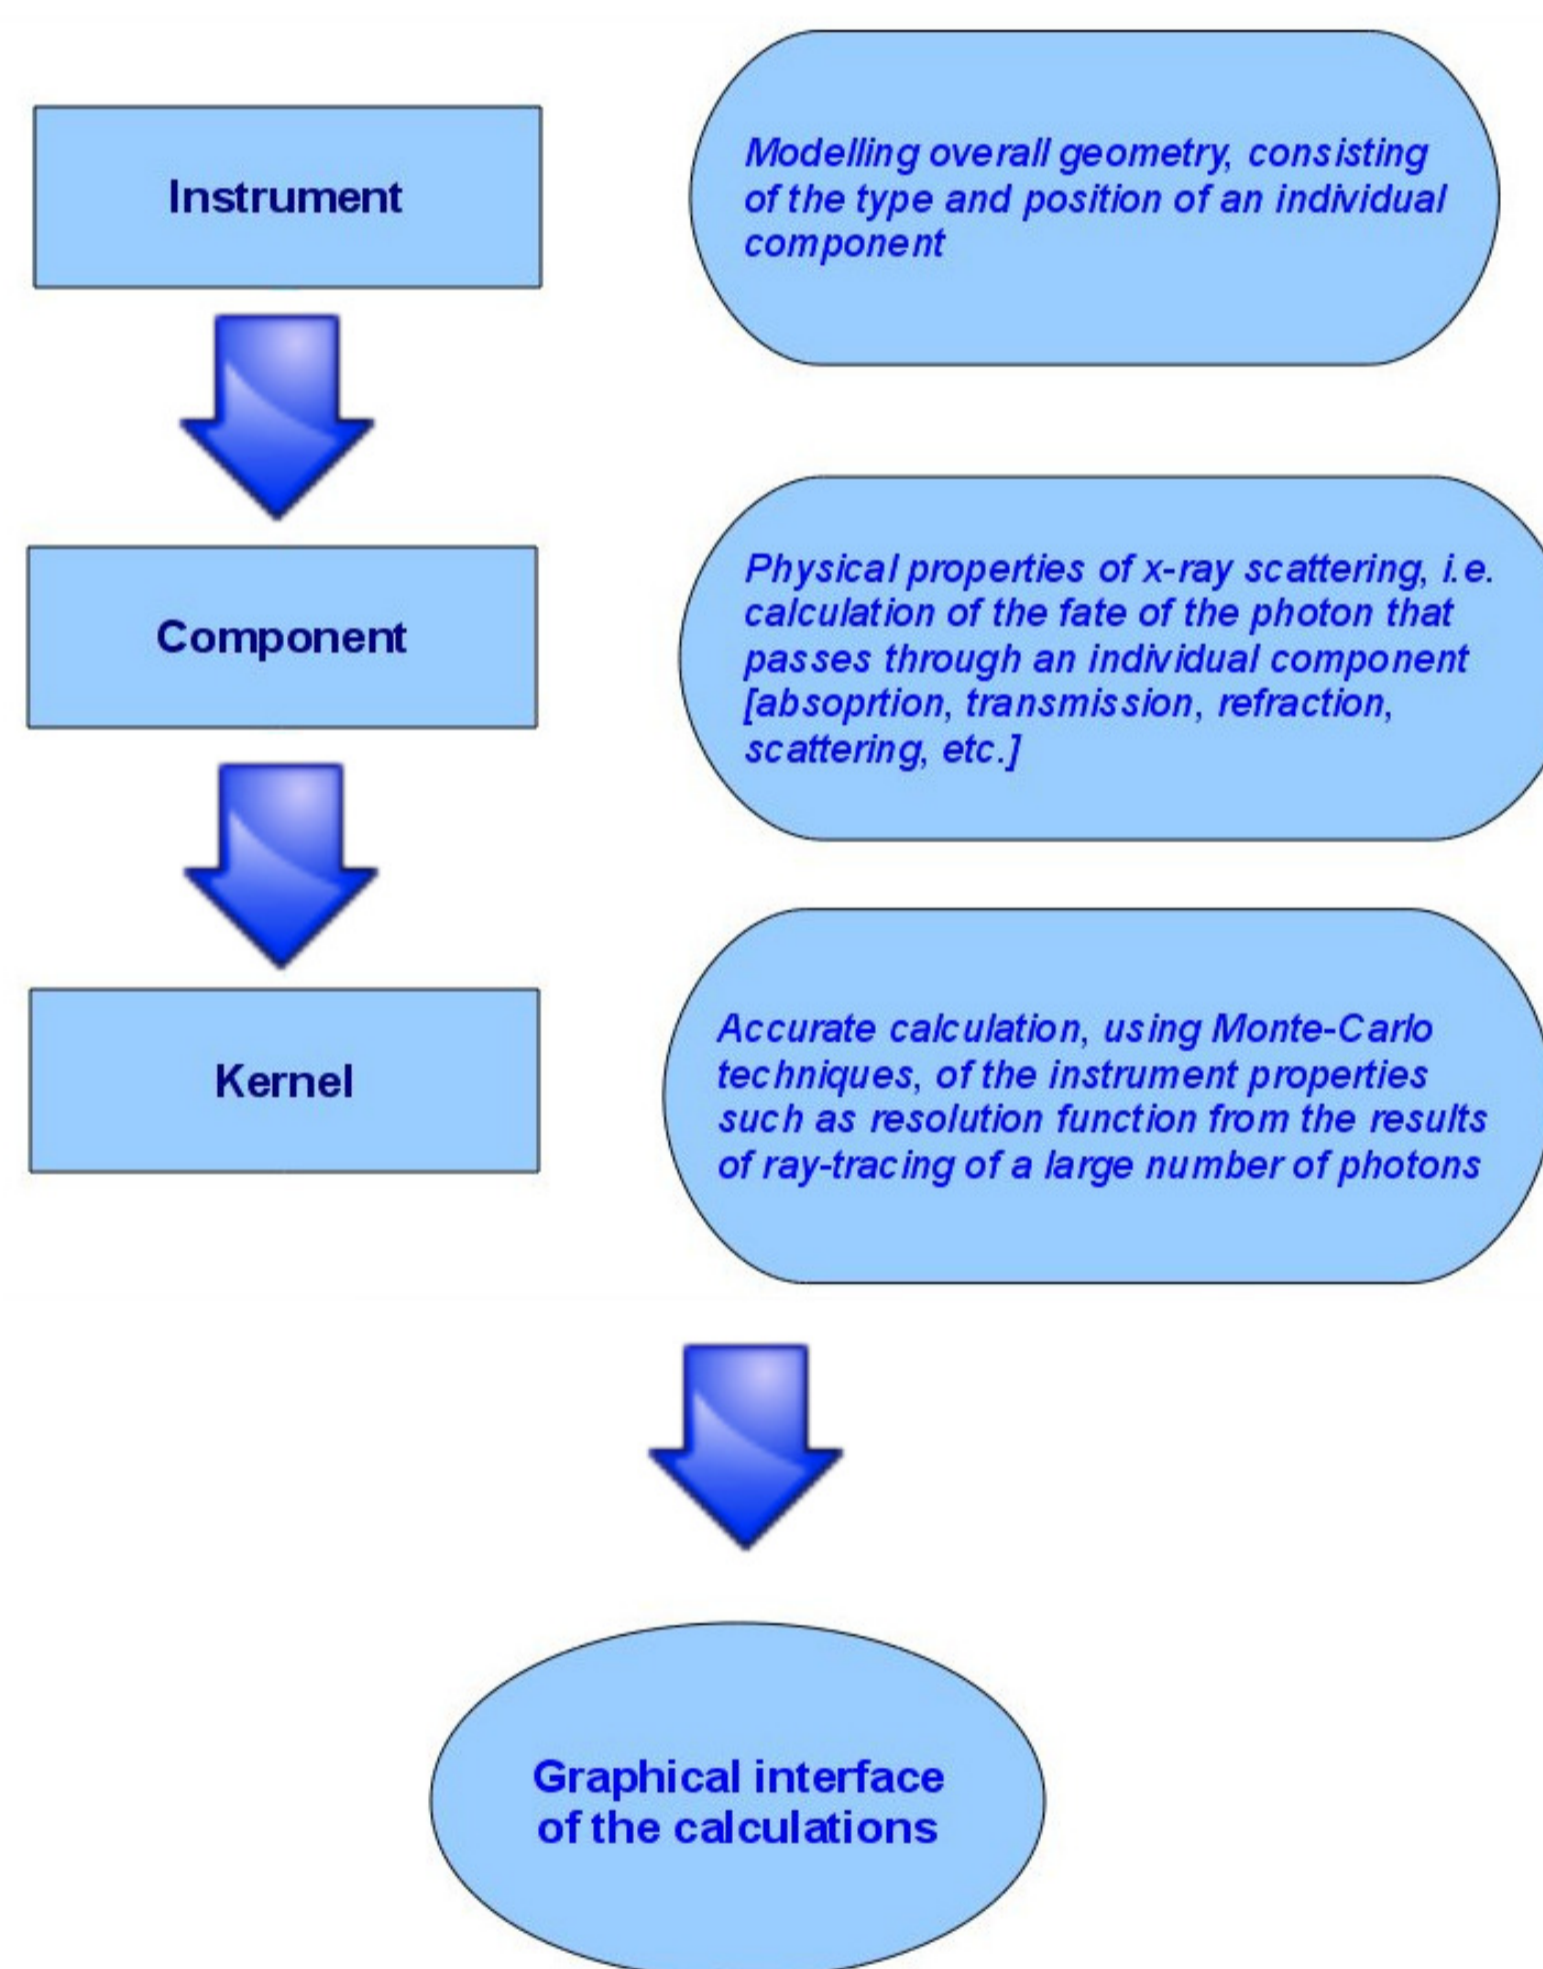 Instrument
Modelling overall geometry, consisting
of the type and position of an individual
component
Component
Physical properties of x-ray scattering, i.e.
calculation of the fate of the photon that
passes through an individual component
[absoprtion, transmission, refraction,
scattering, etc.]
Kernel
Accurate calculation, using Monte-Carlo
techniques, of the instrument properties
such as resolution function from the results
of ray-tracing of a large number of photons
Graphical interface
of the calculations